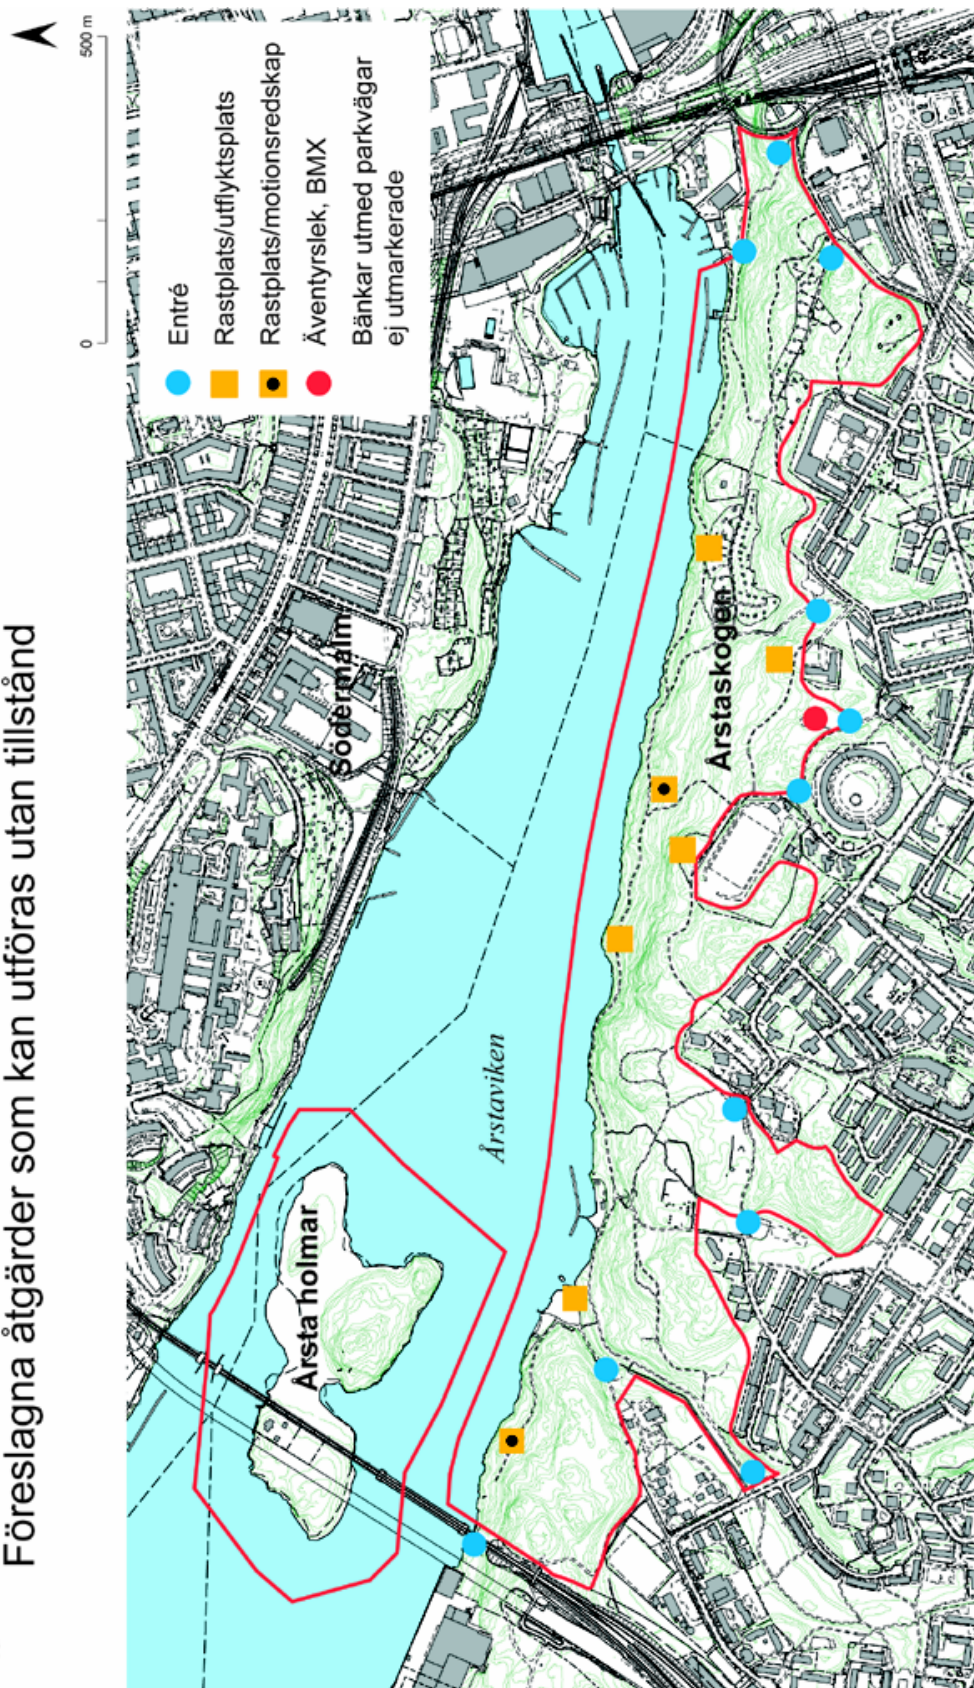 Föreslagna åtgärder som kan utföras utan tillstånd
0 500 m
Entré
Rastplats/utflyktsplats
Rastplats/motionsredskap
Äventyrslek, BMX
Bänkar utmed parkvägar
ej utmarkerade
Södermalm
Årsta holmar
Årstaviken
Årstaskogen